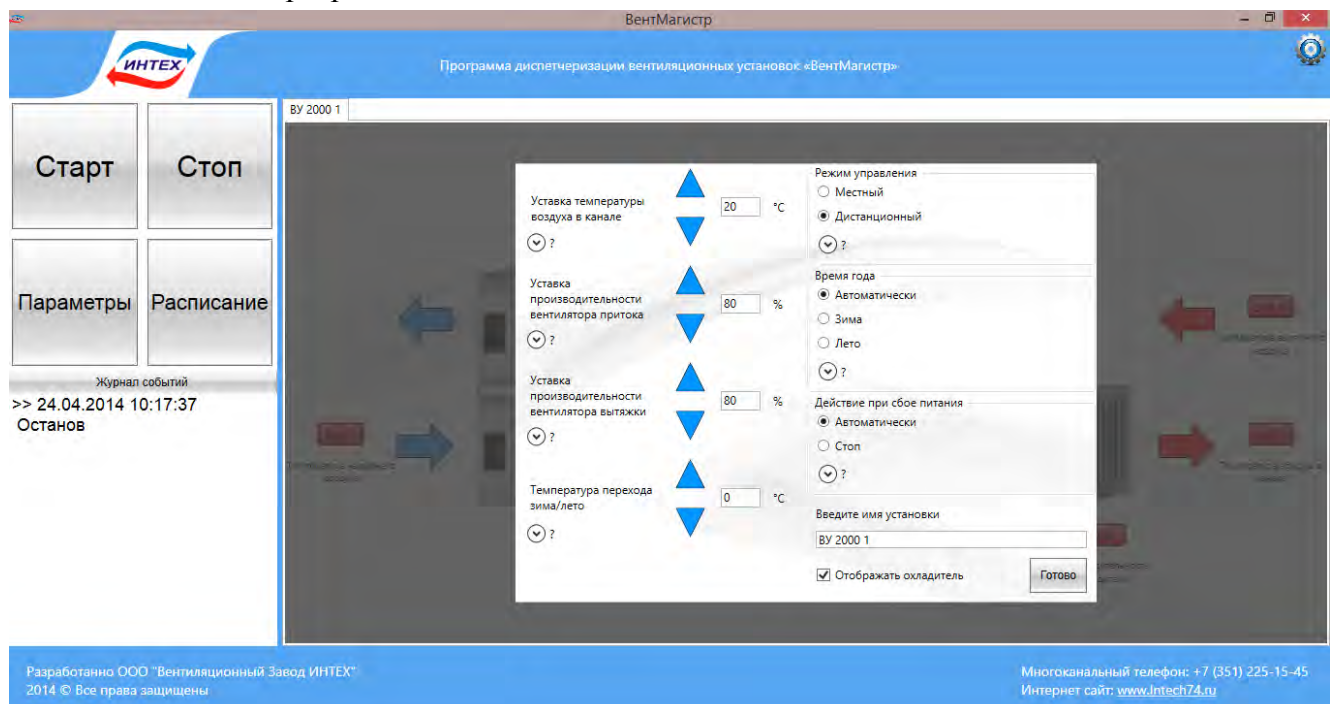 ВентМагистр
ИНТЕХ
Программа диспетчеризации вентиляционных установок «ВентМагистр»
Старт
Стоп
Параметры
Расписание
Журнал событий
>> 24.04.2014 10:17:37
Останов
ВУ 2000 1
Уставка температуры
воздуха в канале
20 °C
?
Уставка
производительности
вентилятора притока
80 %
?
Уставка
производительности
вентилятора вытяжки
80 %
?
Температура перехода
зима/лето
0 °C
?
Режим управления
Местный
Дистанционный
?
Время года
Автоматически
Зима
Лето
?
Действие при сбое питания
Автоматически
Стоп
?
Введите имя установки
ВУ 2000 1
Отображать охладитель
Готово
Разработанно ООО "Вентиляционный Завод ИНТЕХ"
2014 © Все права защищены
Многоканальный телефон: +7 (351) 225-15-45
Интернет сайт: www.Intech74.ru